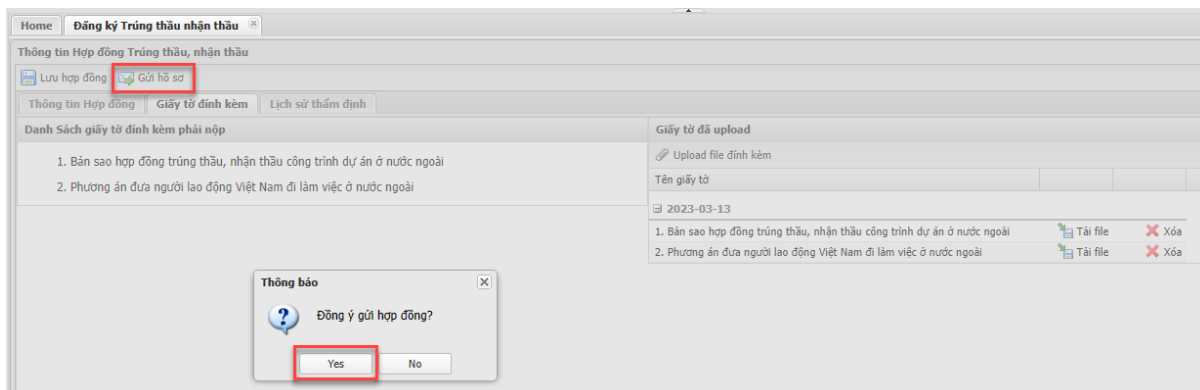 Home Đăng ký Trúng thầu nhận thầu
Thông tin Hợp đồng Trúng thầu, nhận thầu
Lưu hợp đồng Gửi hồ sơ
Thông tin Hợp đồng Giấy tờ đính kèm Lịch sử thẩm định
Danh Sách giấy tờ đính kèm phải nộp
1. Bản sao hợp đồng trúng thầu, nhận thầu công trình dự án ở nước ngoài
2. Phương án đưa người lao động Việt Nam đi làm việc ở nước ngoài
Giấy tờ đã upload
Upload file đính kèm
Tên giấy tờ
2023-03-13
1. Bản sao hợp đồng trúng thầu, nhận thầu công trình dự án ở nước ngoài Tải file Xóa
2. Phương án đưa người lao động Việt Nam đi làm việc ở nước ngoài Tải file Xóa
Thông báo
Đồng ý gửi hợp đồng?
Yes No